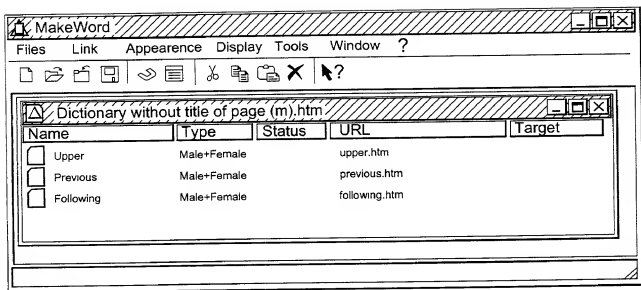 MakeWord
Files Link Appearence Display Tools Window ?
?
Dictionary without title of page (m).htm
Name Type Status URL Target
Upper Male+Female upper.htm
Previous Male+Female previous.htm
Following Male+Female following.htm